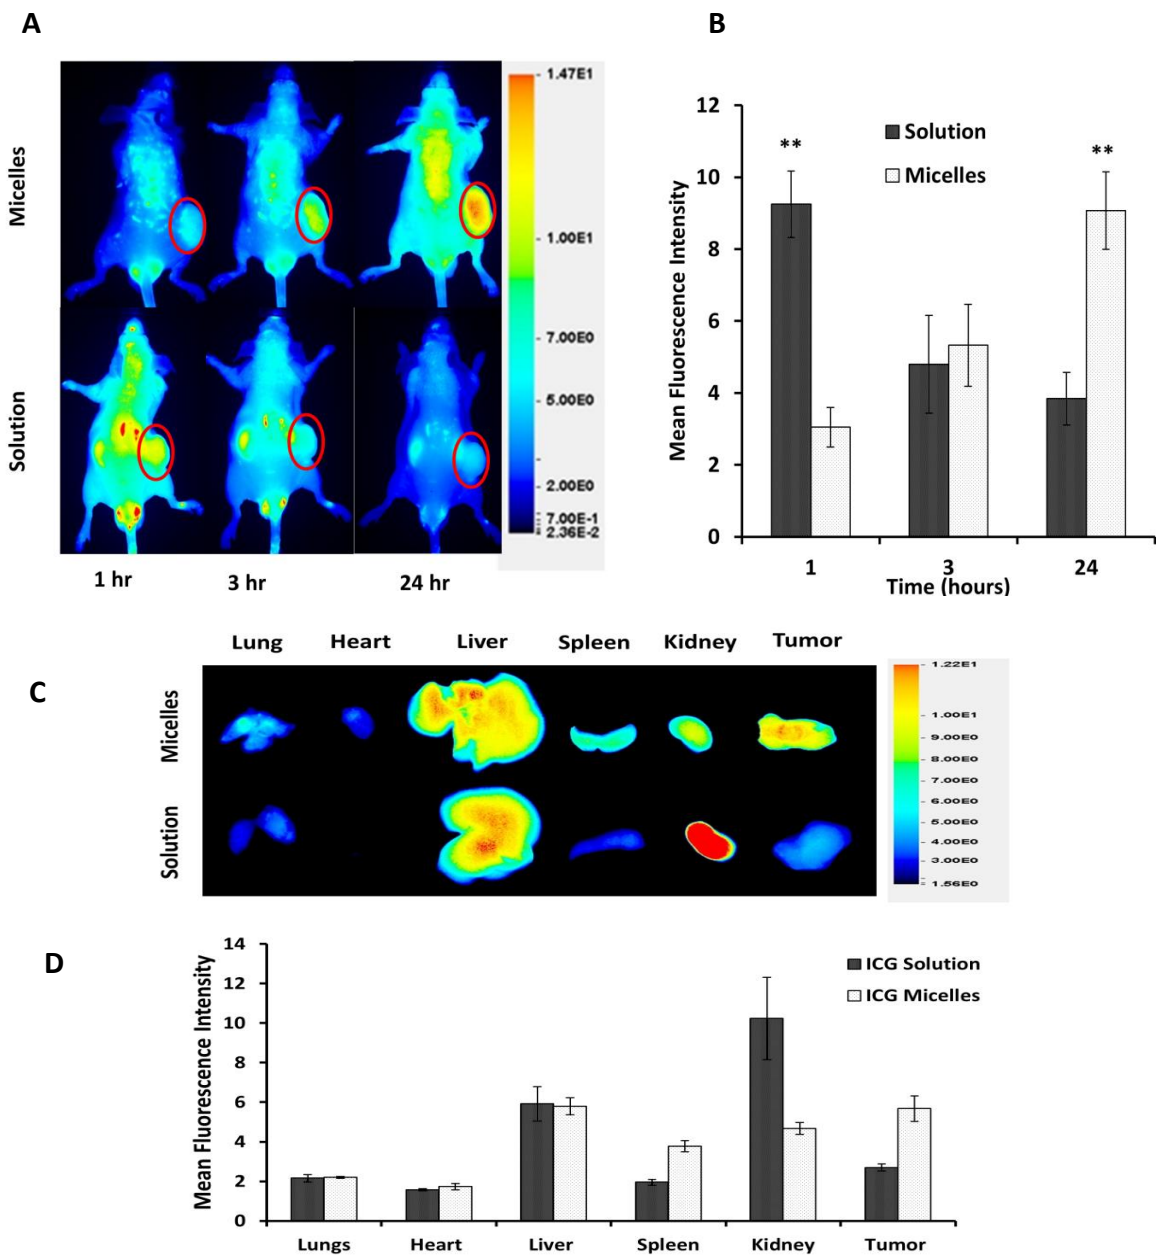 A
B
Micelles
Solution
1 hr
3 hr
24 hr
1.47E1
1.00E1
7.00E0
5.00E0
2.00E0
7.00E-1
2.36E-2
Mean Fluorescence Intensity
12
10
8
6
4
2
0
Solution
Micelles
**
**
1
3
24
Time (hours)
C
Lung Heart Liver Spleen Kidney Tumor
Micelles
Solution
1.22E1
1.00E1
9.00E0
8.00E0
7.00E0
6.00E0
5.00E0
4.00E0
3.00E0
1.56E0
D
Mean Fluorescence Intensity
14
12
10
8
6
4
2
0
ICG Solution
ICG Micelles
Lungs Heart Liver Spleen Kidney Tumor